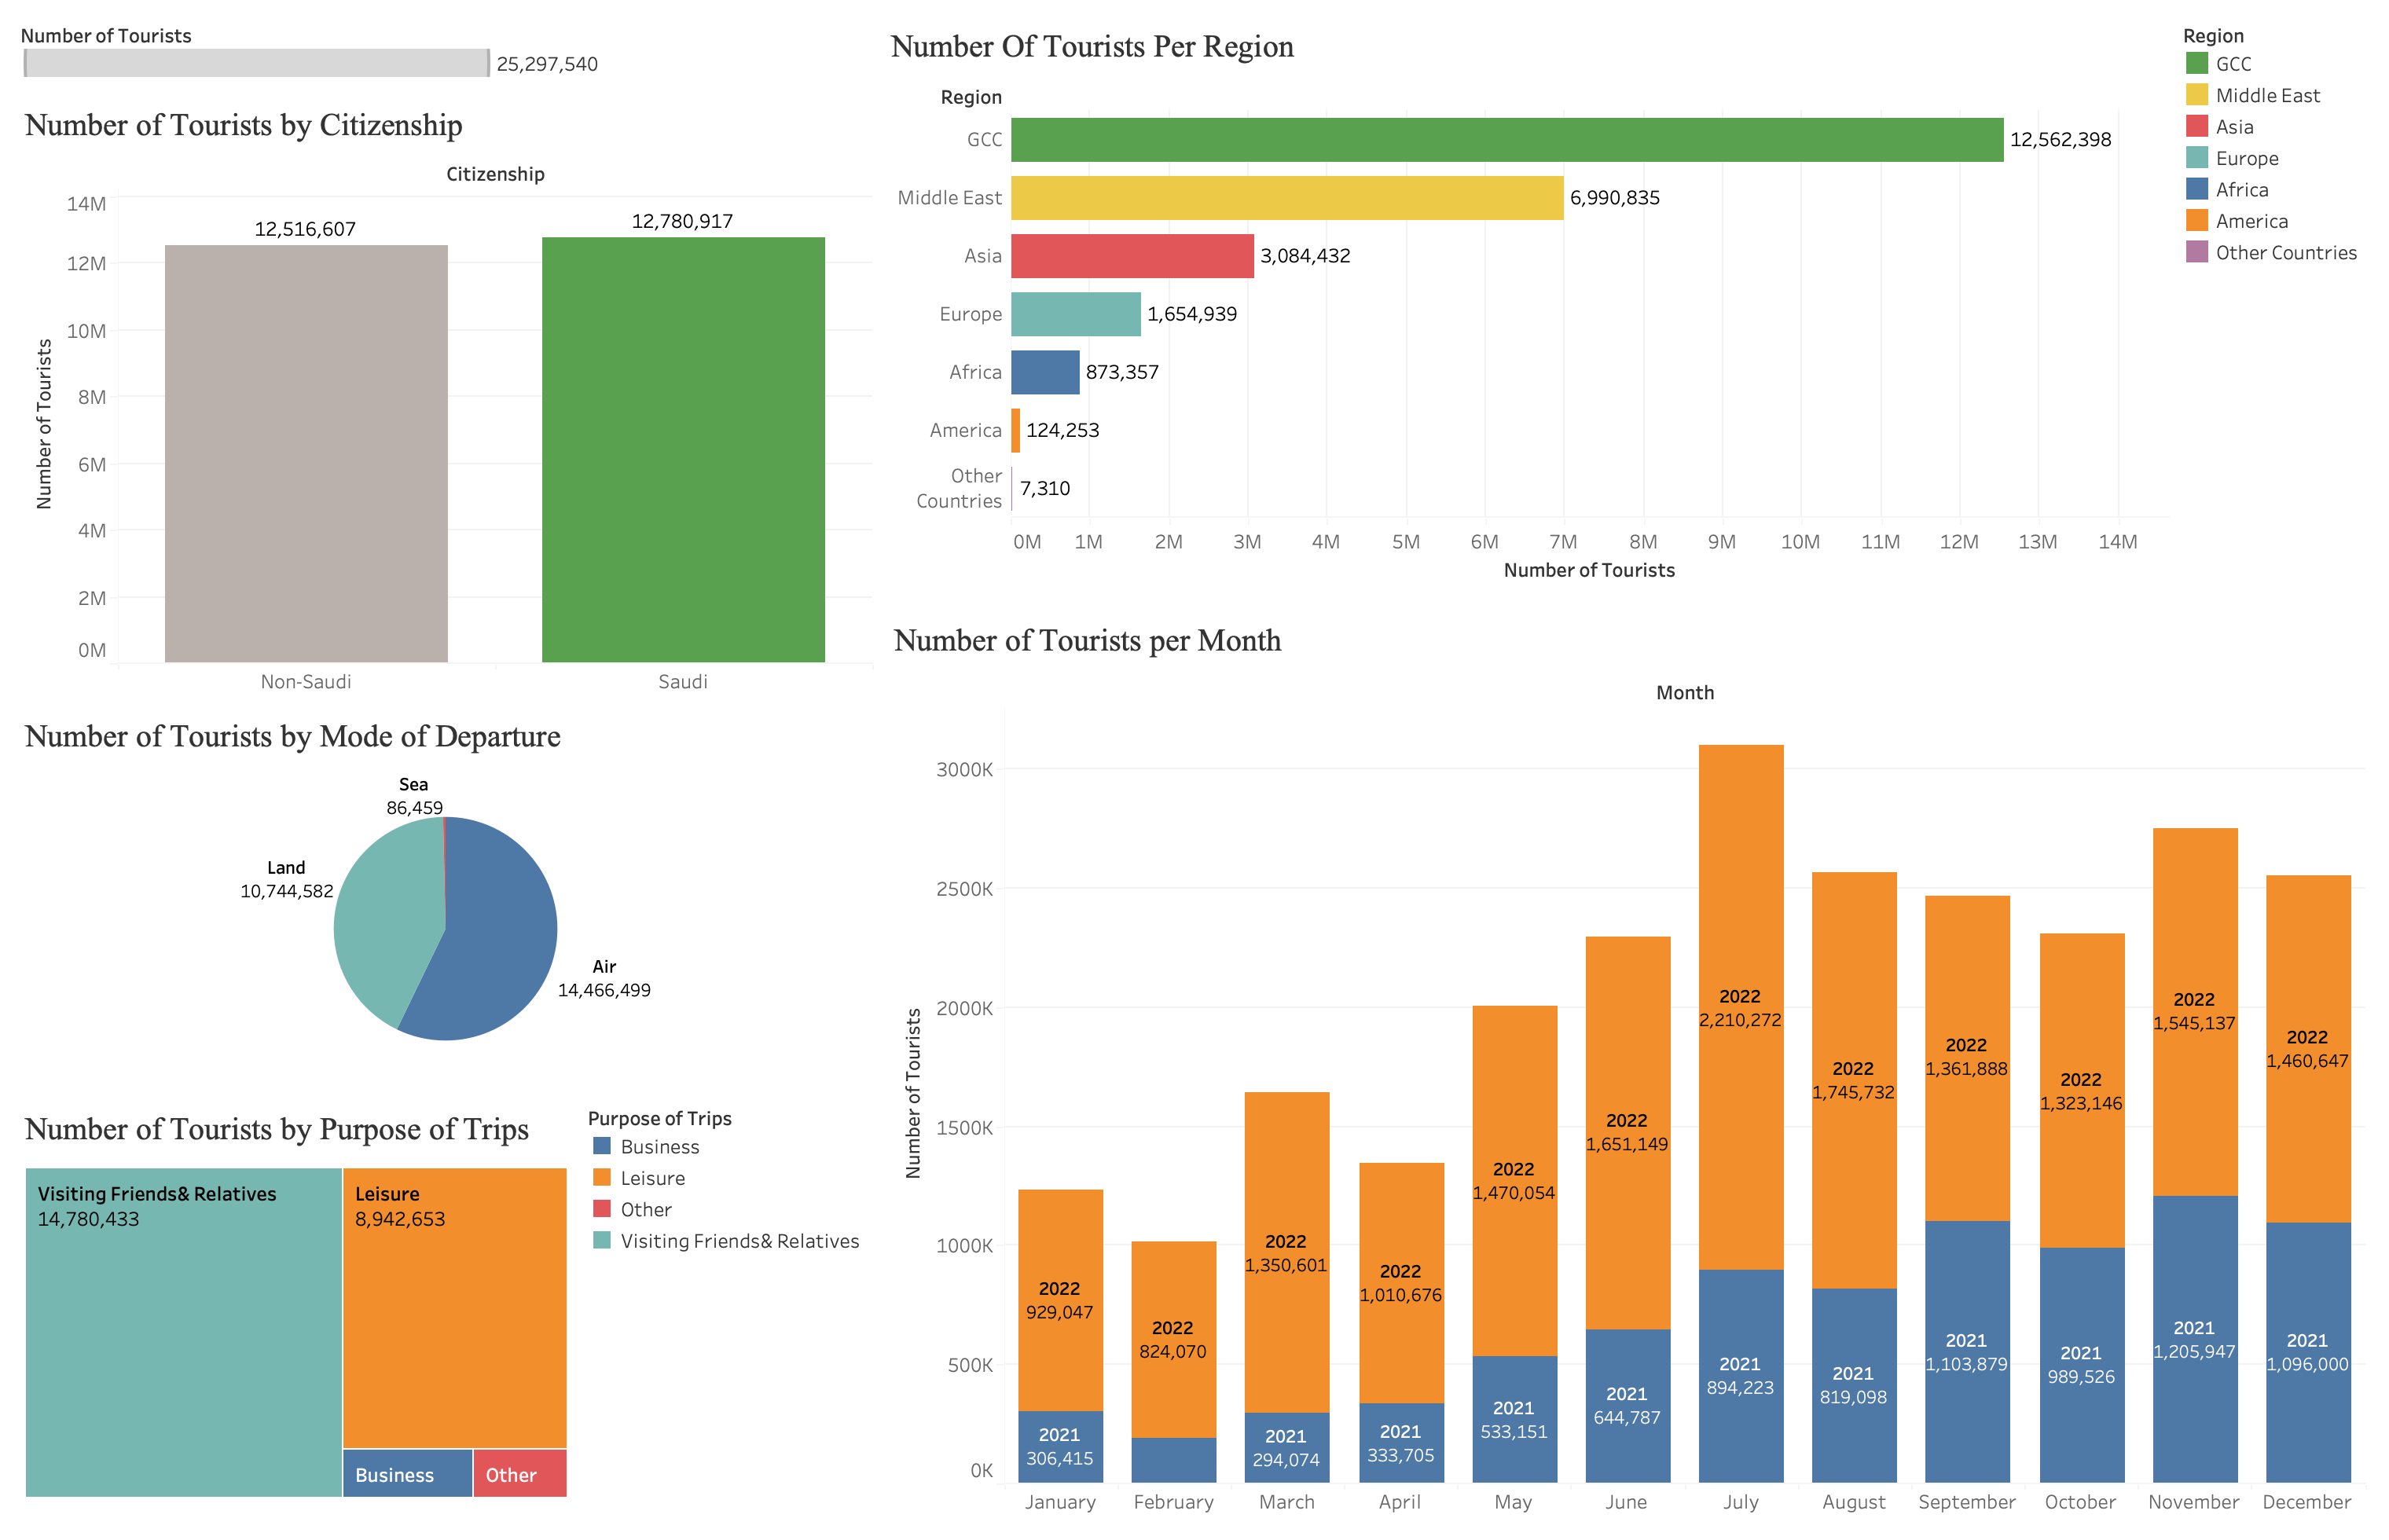 Number of Tourists
25,297,540
Number of Tourists by Citizenship
Citizenship
Number of Tourists
14M
12M
10M
8M
6M
4M
2M
0M
12,516,607
12,780,917
Non-Saudi
Saudi
Number of Tourists by Mode of Departure
Sea
86,459
Land
10,744,582
Air
14,466,499
Number of Tourists by Purpose of Trips
Visiting Friends& Relatives
14,780,433
Leisure
8,942,653
Business
Other
Purpose of Trips
Business
Leisure
Other
Visiting Friends& Relatives
Number Of Tourists Per Region
Region
GCC
12,562,398
Middle East
6,990,835
Asia
3,084,432
Europe
1,654,939
Africa
873,357
America
124,253
Other
Countries
7,310
0M 1M 2M 3M 4M 5M 6M 7M 8M 9M 10M 11M 12M 13M 14M
Number of Tourists
Region
GCC
Middle East
Asia
Europe
Africa
America
Other Countries
Number of Tourists per Month
Month
Number of Tourists
3000K
2500K
2000K
1500K
1000K
500K
0K
2022
929,047
2021
306,415
2022
824,070
2022
1,350,601
2021
294,074
2022
1,010,676
2021
333,705
2022
1,470,054
2021
533,151
2022
1,651,149
2021
644,787
2022
2,210,272
2021
894,223
2022
1,745,732
2021
819,098
2022
1,361,888
2021
1,103,879
2022
1,323,146
2021
989,526
2022
1,545,137
2021
1,205,947
2022
1,460,647
2021
1,096,000
January February March April May June July August September October November December